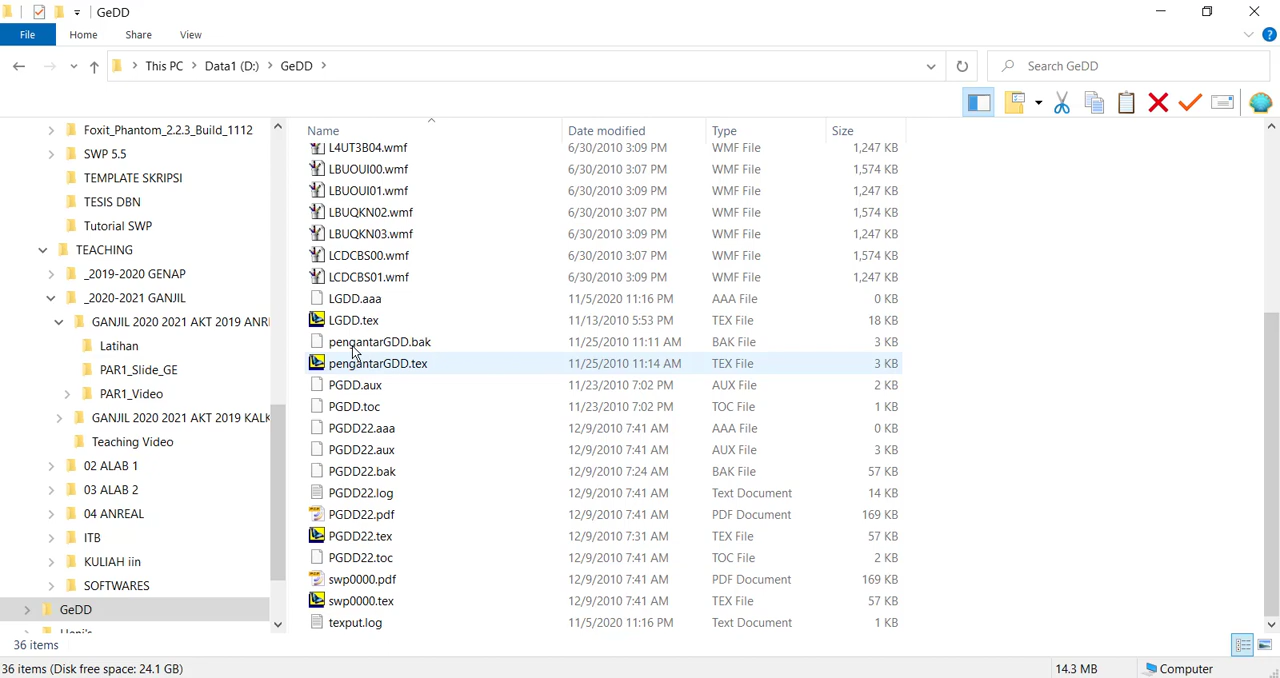 GeDD
File Home Share View
This PC Data1 (D:) GeDD Search GeDD
Name Date modified Type Size
Foxit_Phantom_2.2.3_Build_1112
SWP 5.5
TEMPLATE SKRIPSI
TESIS DBN
Tutorial SWP
TEACHING
_2019-2020 GENAP
_2020-2021 GANJIL
GANJIL 2020 2021 AKT 2019 ANRI
Latihan
PAR1_Slide_GE
PAR1_Video
GANJIL 2020 2021 AKT 2019 KALK
Teaching Video
02 ALAB 1
03 ALAB 2
04 ANREAL
ITB
KULIAH iin
SOFTWARES
GeDD
L4UT3B04.wmf 6/30/2010 3:09 PM WMF File 1,247 KB
LBUOUI00.wmf 6/30/2010 3:07 PM WMF File 1,574 KB
LBUOUI01.wmf 6/30/2010 3:09 PM WMF File 1,247 KB
LBUQKN02.wmf 6/30/2010 3:07 PM WMF File 1,574 KB
LBUQKN03.wmf 6/30/2010 3:09 PM WMF File 1,247 KB
LCDCBS00.wmf 6/30/2010 3:07 PM WMF File 1,574 KB
LCDCBS01.wmf 6/30/2010 3:09 PM WMF File 1,247 KB
LGDD.aaa 11/5/2020 11:16 PM AAA File 0 KB
LGDD.tex 11/13/2010 5:53 PM TEX File 18 KB
pengantarGDD.bak 11/25/2010 11:11 AM BAK File 3 KB
pengantarGDD.tex 11/25/2010 11:14 AM TEX File 3 KB
PGDD.aux 11/23/2010 7:02 PM AUX File 2 KB
PGDD.toc 11/23/2010 7:02 PM TOC File 1 KB
PGDD22.aaa 12/9/2010 7:41 AM AAA File 0 KB
PGDD22.aux 12/9/2010 7:41 AM AUX File 3 KB
PGDD22.bak 12/9/2010 7:24 AM BAK File 57 KB
PGDD22.log 12/9/2010 7:41 AM Text Document 14 KB
PGDD22.pdf 12/9/2010 7:41 AM PDF Document 169 KB
PGDD22.tex 12/9/2010 7:31 AM TEX File 57 KB
PGDD22.toc 12/9/2010 7:41 AM TOC File 2 KB
swp0000.pdf 12/9/2010 7:41 AM PDF Document 169 KB
swp0000.tex 12/9/2010 7:41 AM TEX File 57 KB
texput.log 11/5/2020 11:16 PM Text Document 1 KB
36 items
36 items (Disk free space: 24.1 GB) 14.3 MB Computer